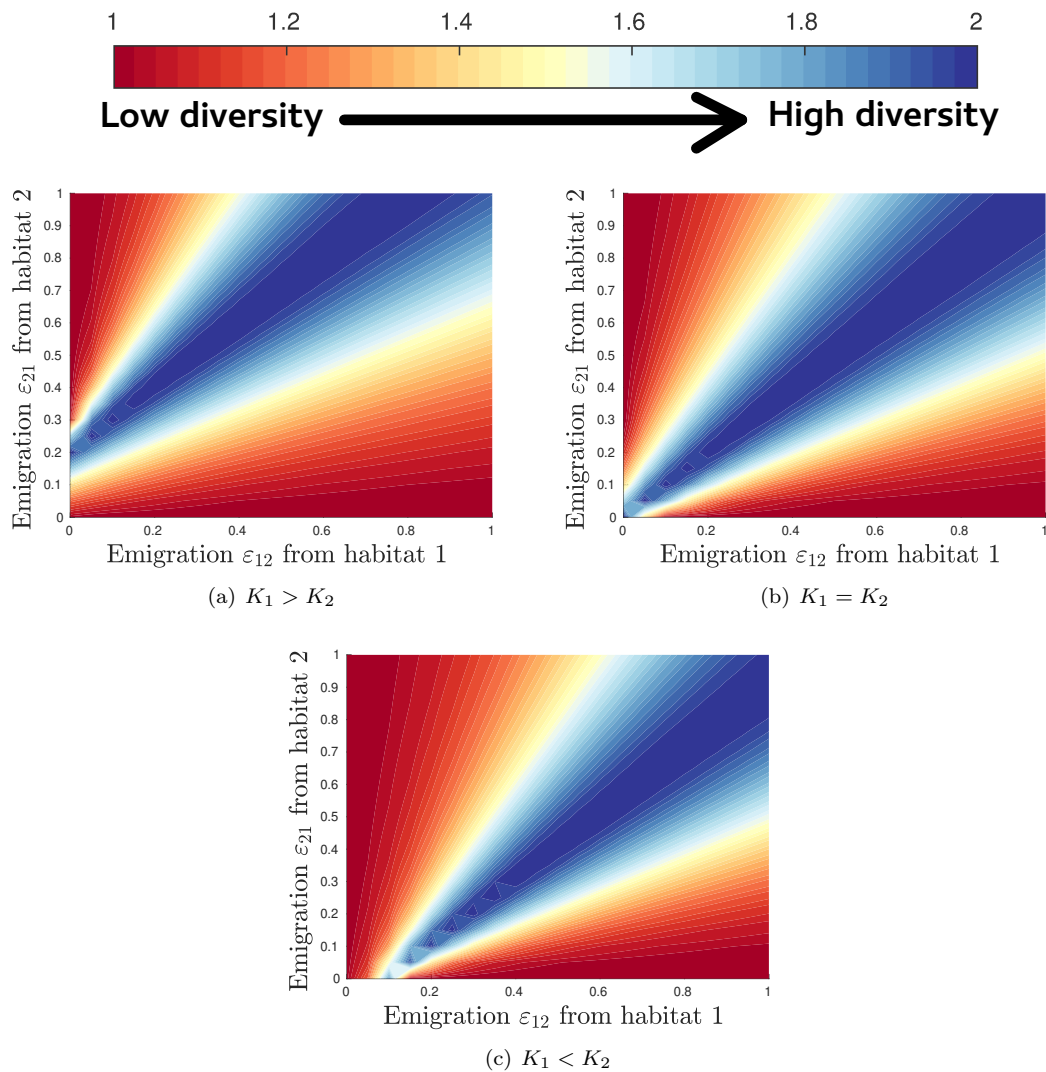 1 1.2 1.4 1.6 1.8 2
Low diversity High diversity
Emigration ε21 from habitat 2
1
0.9
0.8
0.7
0.6
0.5
0.4
0.3
0.2
0.1
0
0 0.2 0.4 0.6 0.8 1
Emigration ε12 from habitat 1
(a) K1 > K2
Emigration ε21 from habitat 2
1
0.9
0.8
0.7
0.6
0.5
0.4
0.3
0.2
0.1
0
0 0.2 0.4 0.6 0.8 1
Emigration ε12 from habitat 1
(b) K1 = K2
Emigration ε21 from habitat 2
1
0.9
0.8
0.7
0.6
0.5
0.4
0.3
0.2
0.1
0
0 0.2 0.4 0.6 0.8 1
Emigration ε12 from habitat 1
(c) K1 < K2